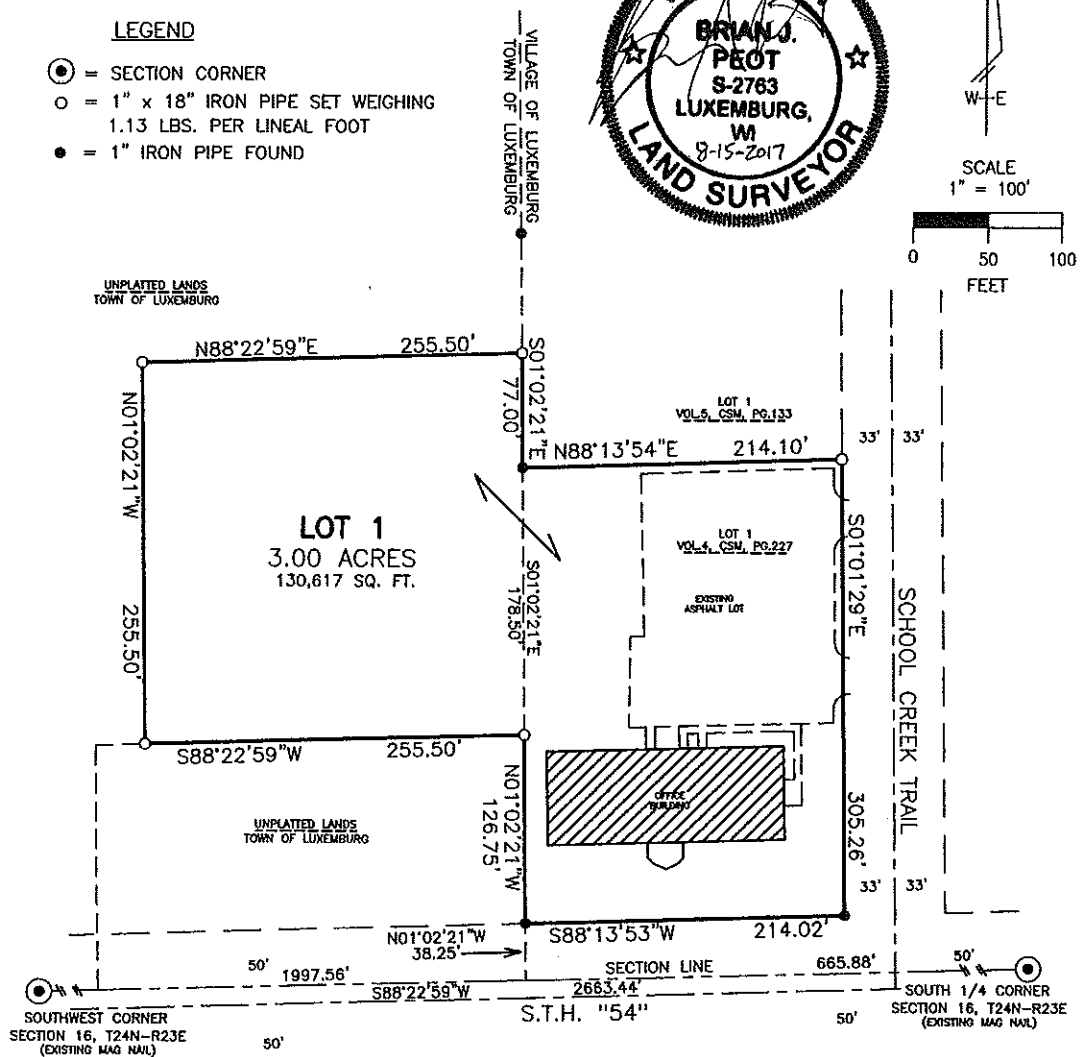 LEGEND
= SECTION CORNER
= 1" x 18" IRON PIPE SET WEIGHING
1.13 LBS. PER LINEAL FOOT
= 1" IRON PIPE FOUND
VILLAGE OF LUXEMBURG
TOWN OF LUXEMBURG
BRIAN J.
PEOT
S-2763
LUXEMBURG,
WI
8-15-2017
LAND SURVEYOR
W E
SCALE
1" = 100'
0 50 100
FEET
UNPLATTED LANDS
TOWN OF LUXEMBURG
N88°22'59"E 255.50'
S01°02'21"E
77.00'
LOT 1
VOL.5, CSM, PG.133
33' 33'
N88°13'54"E 214.10'
N01°02'21"W
255.50'
LOT 1
3.00 ACRES
130,617 SQ. FT.
S01°02'21"E
178.50'
LOT 1
VOL.4, CSM, PG.227
EXISTING
ASPHALT LOT
S01°01'29"E
305.26'
SCHOOL CREEK TRAIL
S88°22'59"W 255.50'
UNPLATTED LANDS
TOWN OF LUXEMBURG
N01°02'21"W
126.75'
OFFICE
BUILDING
33' 33'
N01°02'21"W
38.25'
S88°13'53"W 214.02'
50' 1997.56' SECTION LINE 665.88' 50'
S88°22'59"W 2663.44'
S.T.H. "54"
SOUTHWEST CORNER
SECTION 16, T24N-R23E
(EXISTING MAG NAIL)
50'
50'
SOUTH 1/4 CORNER
SECTION 16, T24N-R23E
(EXISTING MAG NAIL)